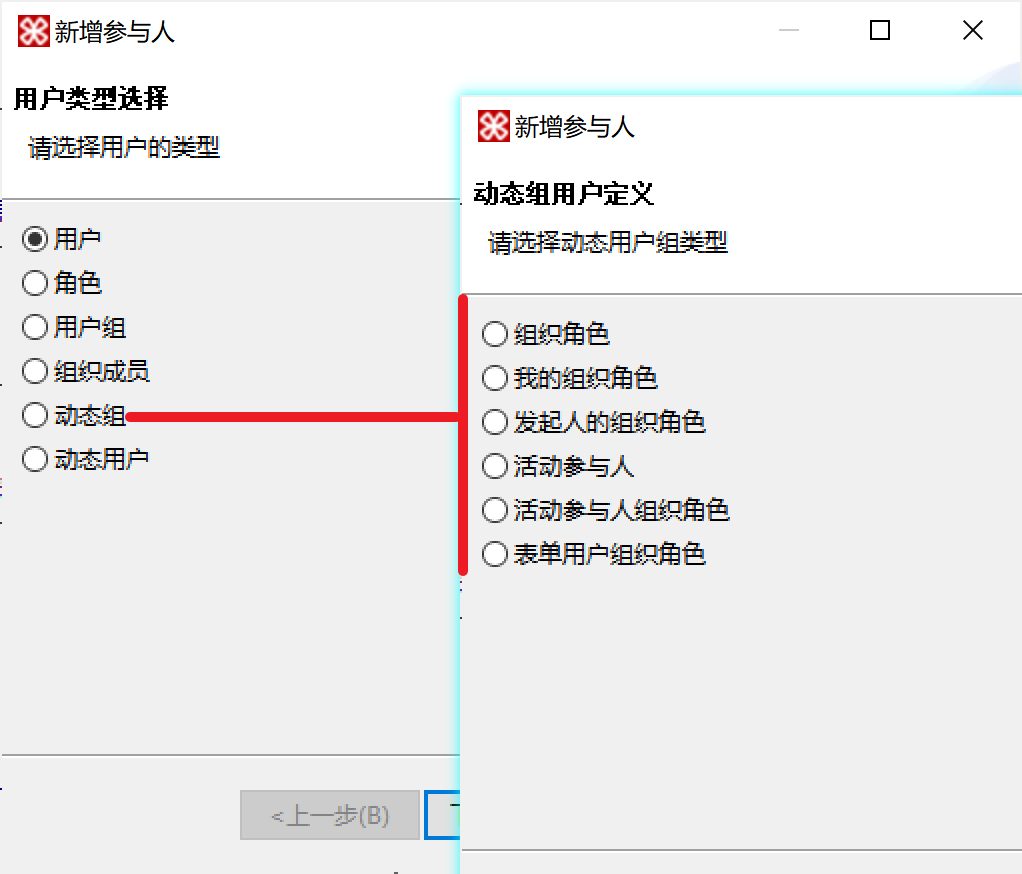 新增参与人
用户类型选择
请选择用户的类型
用户
角色
用户组
组织成员
动态组
动态用户
<上一步(B)
新增参与人
动态组用户定义
请选择动态用户组类型
组织角色
我的组织角色
发起人的组织角色
活动参与人
活动参与人组织角色
表单用户组织角色